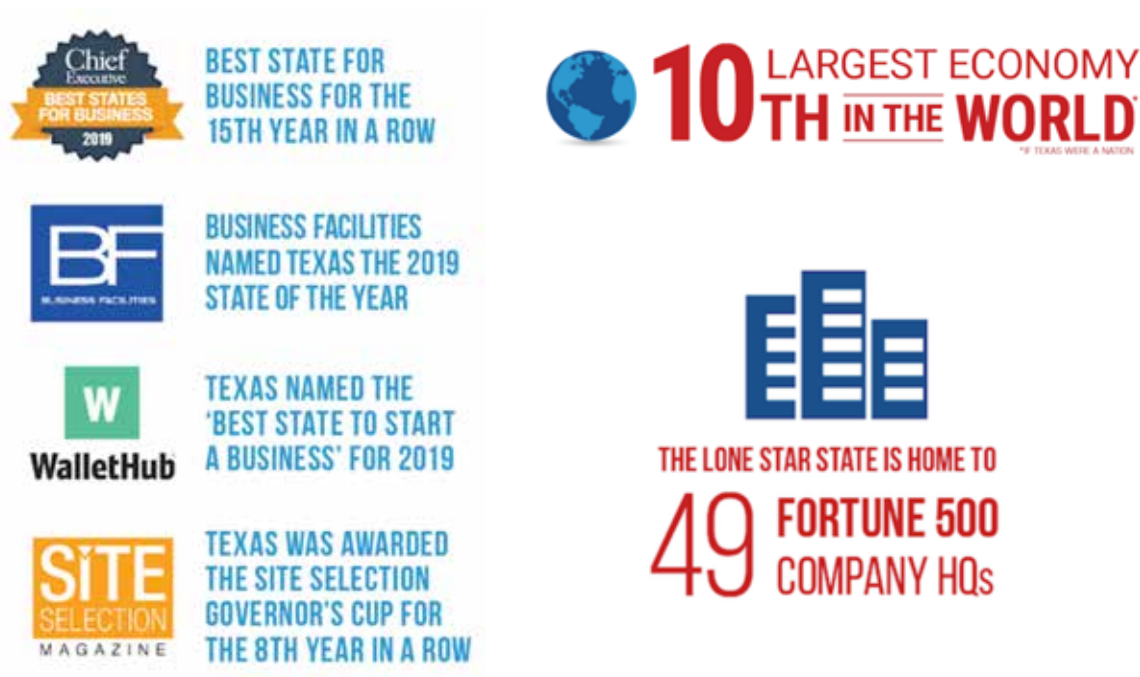 Chief
Executive
BEST STATES
FOR BUSINESS
2019
BEST STATE FOR
BUSINESS FOR THE
15TH YEAR IN A ROW
BF
BUSINESS FACILITIES
BUSINESS FACILITIES
NAMED TEXAS THE 2019
STATE OF THE YEAR
W
WalletHub
TEXAS NAMED THE
'BEST STATE TO START
A BUSINESS' FOR 2019
SiTE
SELECTION
MAGAZINE
TEXAS WAS AWARDED
THE SITE SELECTION
GOVERNOR'S CUP FOR
THE 8TH YEAR IN A ROW
10TH LARGEST ECONOMY
IN THE WORLD*
*IF TEXAS WERE A NATION
THE LONE STAR STATE IS HOME TO
49 FORTUNE 500
COMPANY HQs